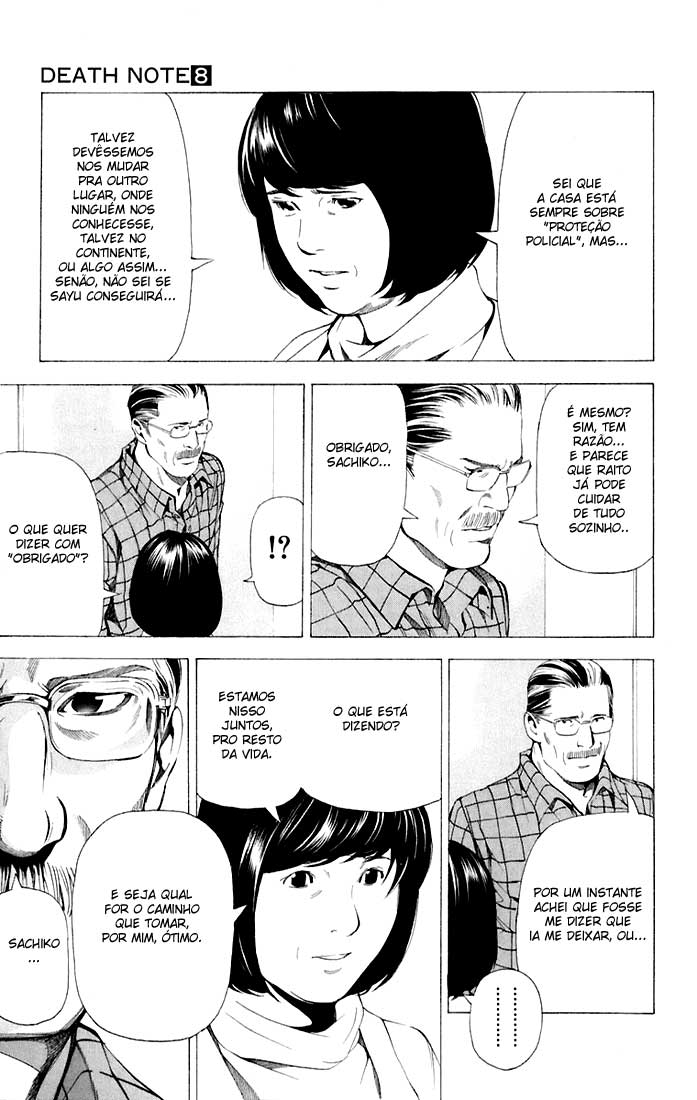 DEATH NOTE 8
SEI QUE
A CASA ESTÁ
SEMPRE SOBRE
"PROTEÇÃO
POLICIAL", MAS...
TALVEZ
DEVÊSSEMOS
NOS MUDAR
PRA OUTRO
LUGAR, ONDE
NINGUÉM NOS
CONHECESSE,
TALVEZ NO
CONTINENTE,
OU ALGO ASSIM...
SENÃO, NÃO SEI SE
SAYU CONSEGUIRÁ...
É MESMO?
SIM, TEM
RAZÃO...
E PARECE
QUE RAITO
JÁ PODE
CUIDAR
DE TUDO
SOZINHO..
OBRIGADO,
SACHIKO...
!?
O QUE QUER
DIZER COM
"OBRIGADO"?
POR UM INSTANTE
ACHEI QUE FOSSE
ME DIZER QUE
IA ME DEIXAR, OU...
......
......
O QUE ESTÁ
DIZENDO?
ESTAMOS
NISSO
JUNTOS,
PRO RESTO
DA VIDA.
E SEJA QUAL
FOR O CAMINHO
QUE TOMAR,
POR MIM, ÓTIMO.
SACHIKO
...